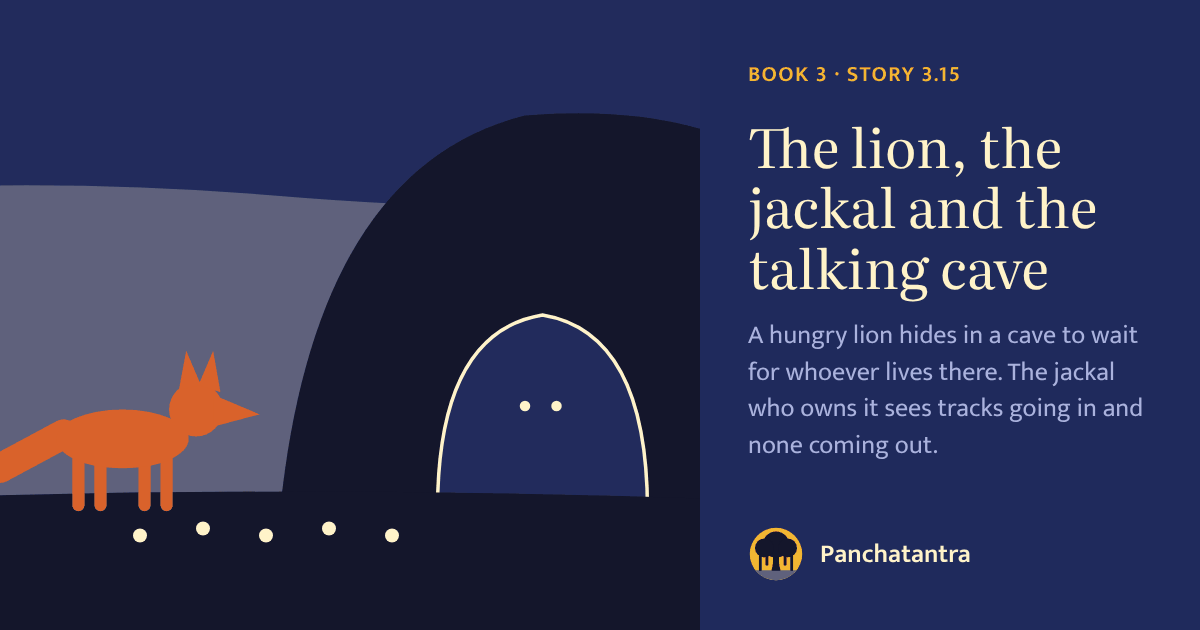 BOOK 3 · STORY 3.15
The lion, the
jackal and the
talking cave
A hungry lion hides in a cave to wait
for whoever lives there. The jackal
who owns it sees tracks going in and
none coming out.
Panchatantra